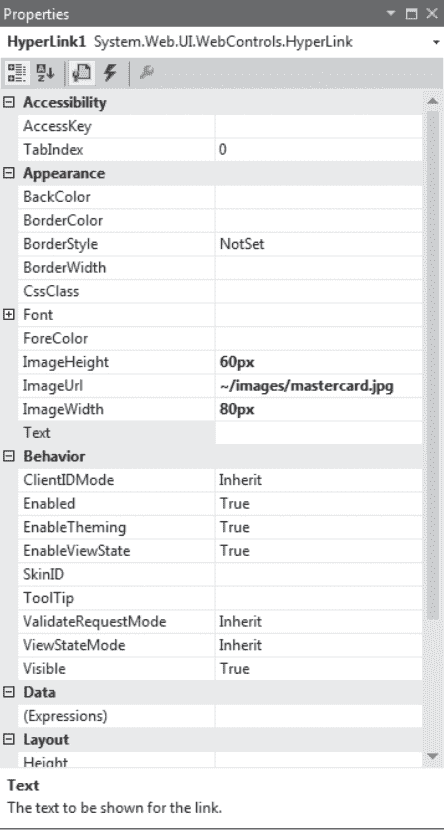 Properties
HyperLink1 System.Web.UI.WebControls.HyperLink
Accessibility
AccessKey
TabIndex 0
Appearance
BackColor
BorderColor
BorderStyle NotSet
BorderWidth
CssClass
Font
ForeColor
ImageHeight 60px
ImageUrl ~/images/mastercard.jpg
ImageWidth 80px
Text
Behavior
ClientIDMode Inherit
Enabled True
EnableTheming True
EnableViewState True
SkinID
ToolTip
ValidateRequestMode Inherit
ViewStateMode Inherit
Visible True
Data
(Expressions)
Layout
Height
Text
The text to be shown for the link.